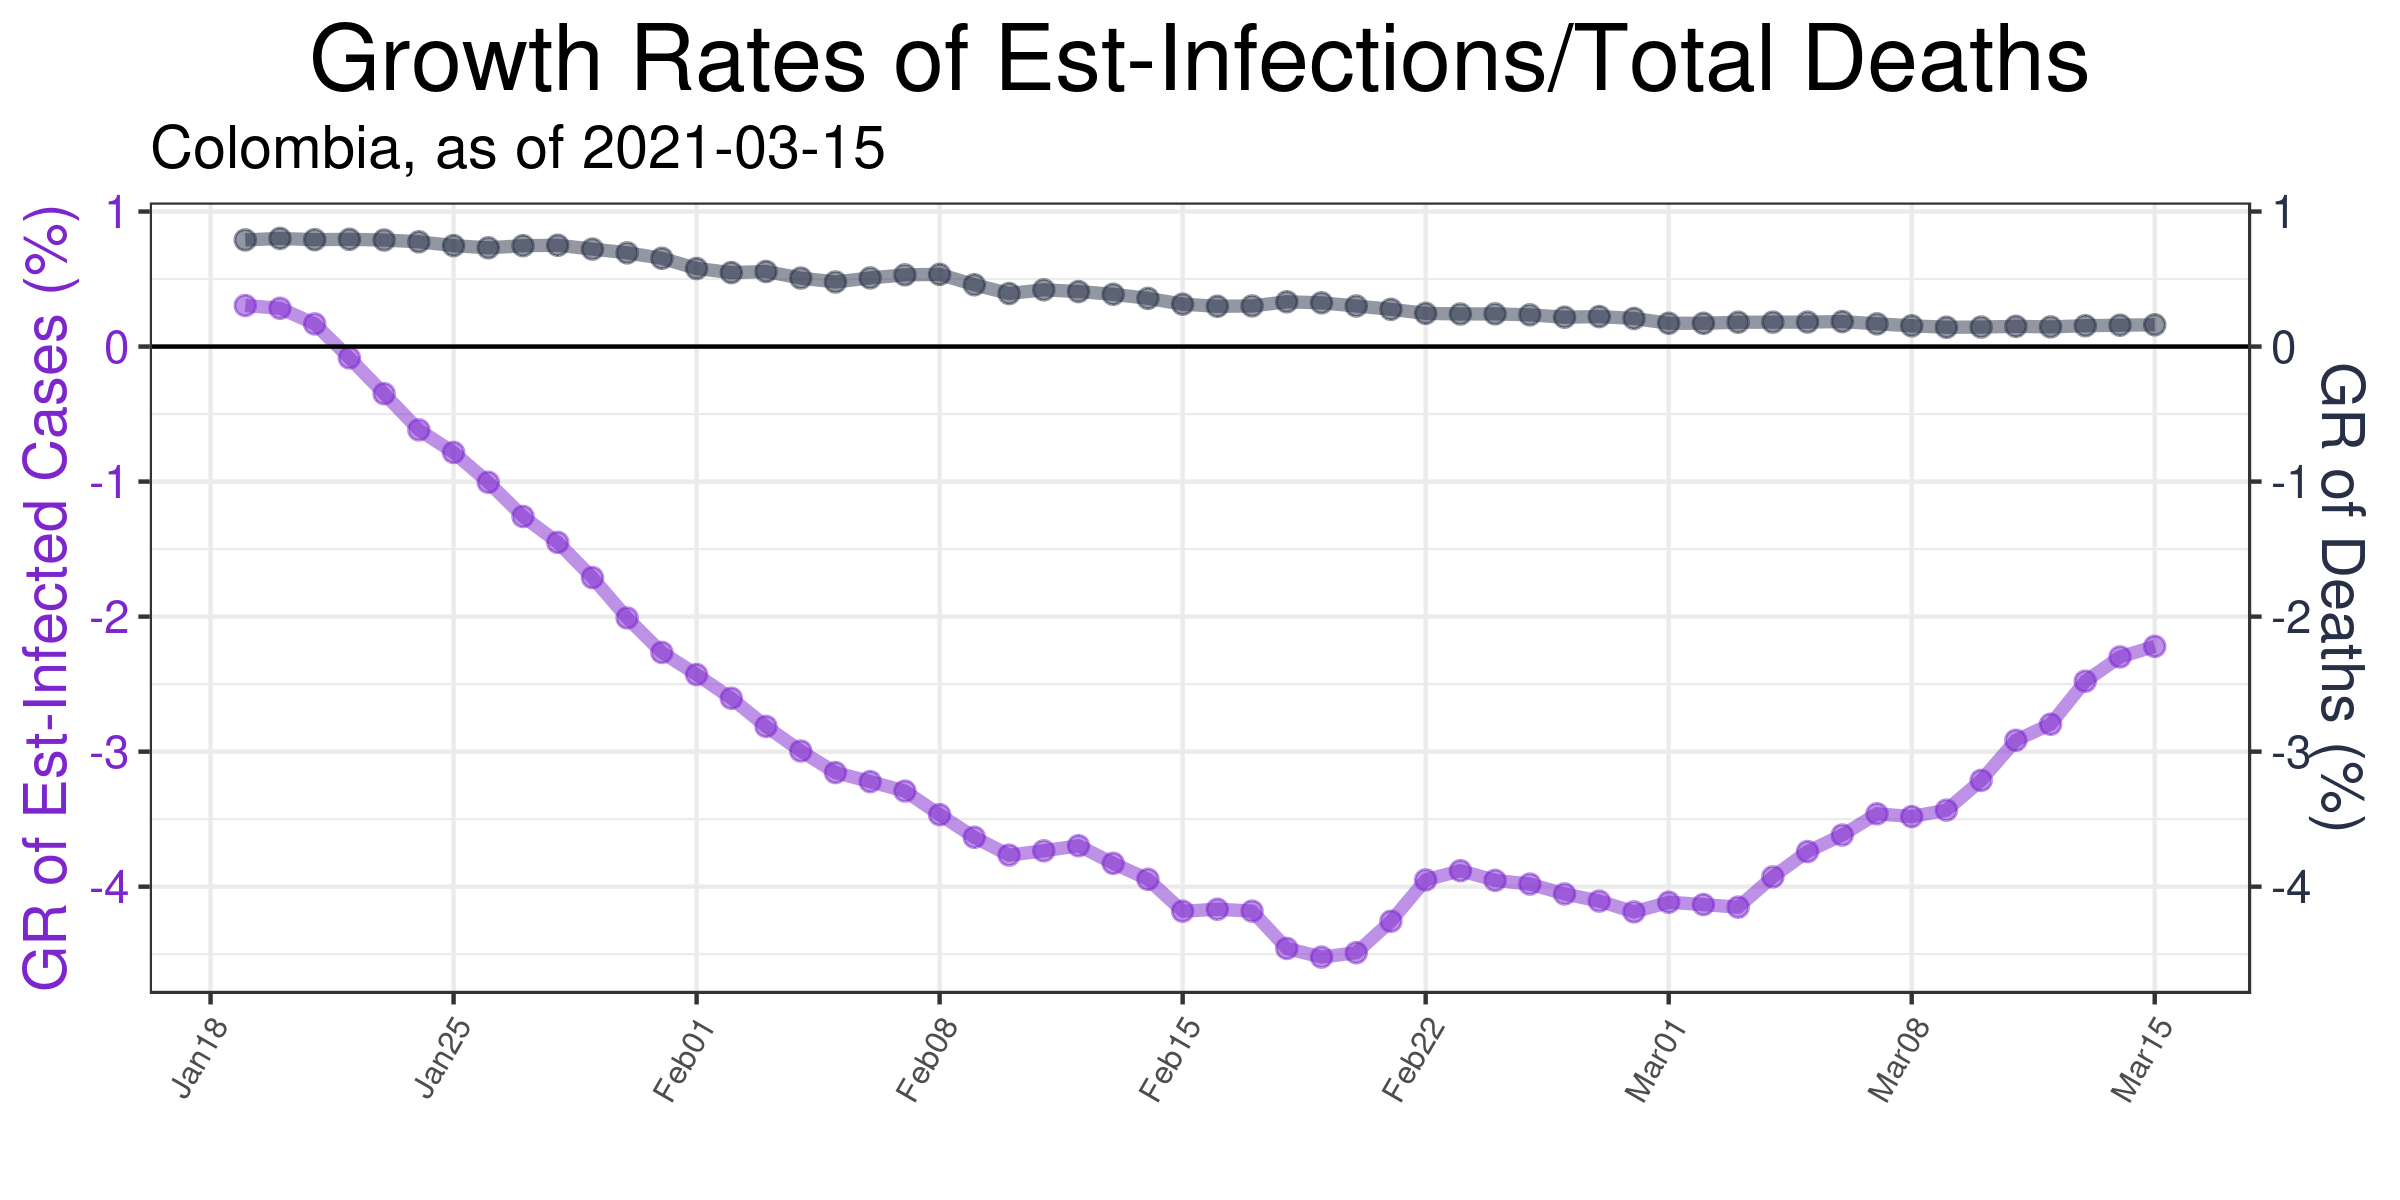 Growth Rates of Est-Infections/Total Deaths
Colombia, as of 2021-03-15
GR of Est-Infected Cases (%)
1
0
-1
-2
-3
-4
1
0
-1
-2
-3
-4
GR of Deaths (%)
Jan18
Jan25
Feb01
Feb08
Feb15
Feb22
Mar01
Mar08
Mar15